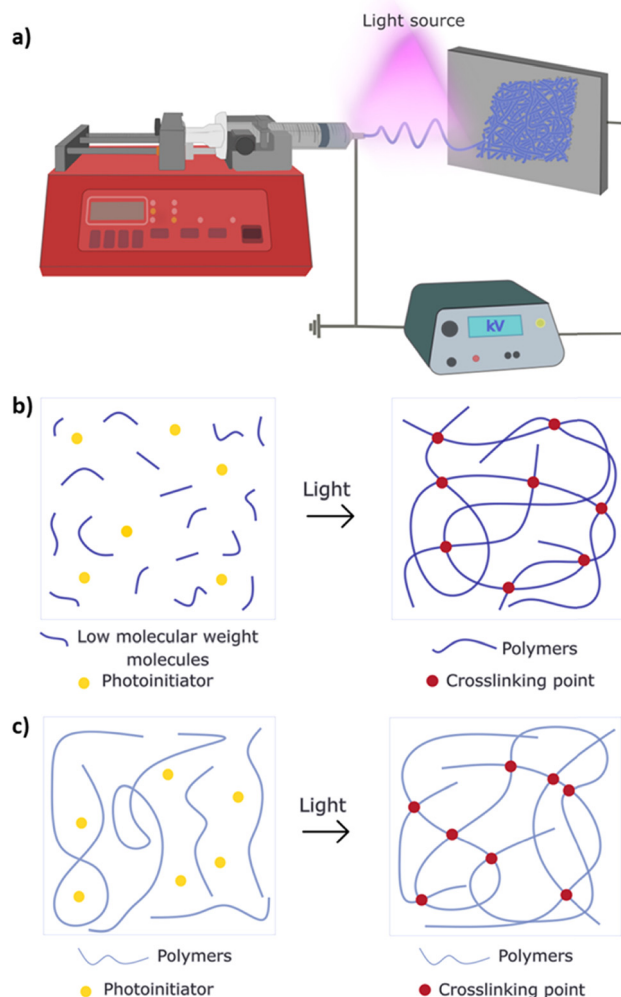 a)
Light source
kV
b)
Light
Low molecular weight
molecules
Photoinitiator
Polymers
Crosslinking point
c)
Light
Polymers
Photoinitiator
Polymers
Crosslinking point